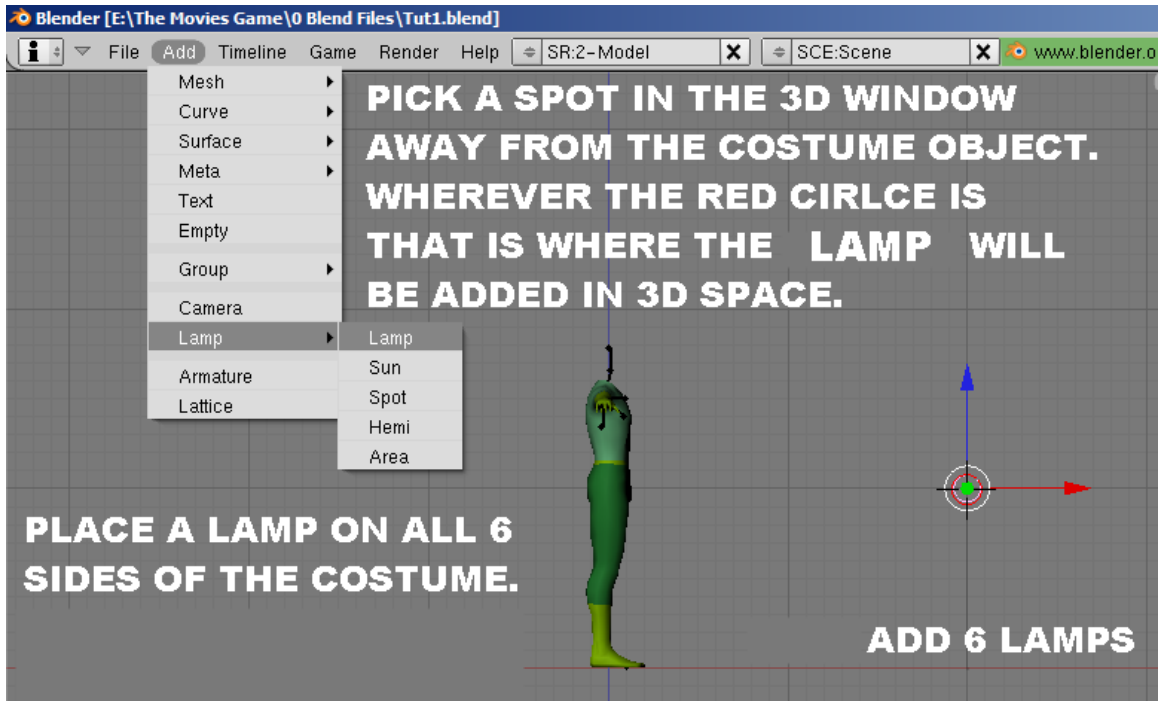 Blender [E:\The Movies Game\0 Blend Files\Tut1.blend]
File Add Timeline Game Render Help SR:2-Model X SCE:Scene X www.blender.o
Mesh
Curve
Surface
Meta
Text
Empty
Group
Camera
Lamp
Armature
Lattice
Lamp
Sun
Spot
Hemi
Area
PICK A SPOT IN THE 3D WINDOW
AWAY FROM THE COSTUME OBJECT.
WHEREVER THE RED CIRLCE IS
THAT IS WHERE THE LAMP WILL
BE ADDED IN 3D SPACE.
PLACE A LAMP ON ALL 6
SIDES OF THE COSTUME.
ADD 6 LAMPS